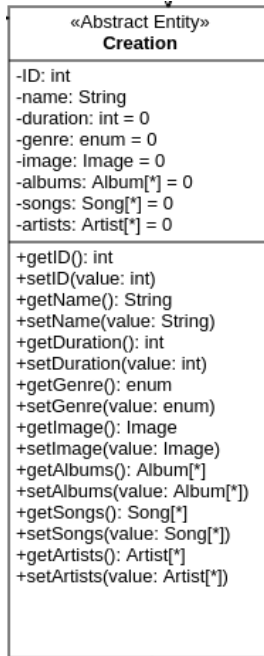 «Abstract Entity»
Creation
-ID: int
-name: String
-duration: int = 0
-genre: enum = 0
-image: Image = 0
-albums: Album[*] = 0
-songs: Song[*] = 0
-artists: Artist[*] = 0
+getID(): int
+setID(value: int)
+getName(): String
+setName(value: String)
+getDuration(): int
+setDuration(value: int)
+getGenre(): enum
+setGenre(value: enum)
+getImage(): Image
+setImage(value: Image)
+getAlbums(): Album[*]
+setAlbums(value: Album[*])
+getSongs(): Song[*]
+setSongs(value: Song[*])
+getArtists(): Artist[*]
+setArtists(value: Artist[*])